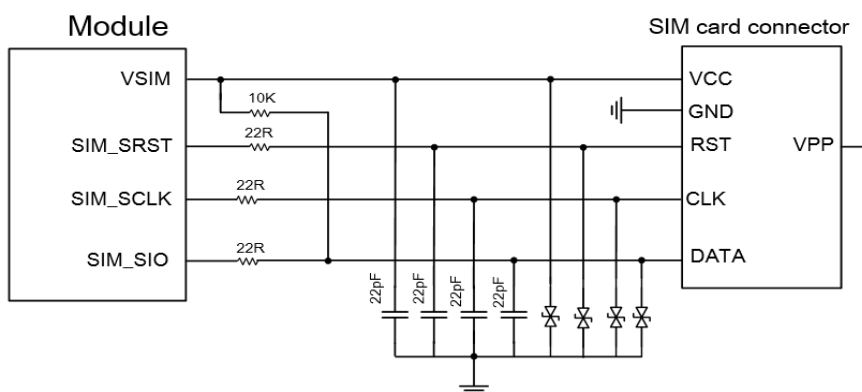 Module
SIM card connector
VSIM
VCC
10K
GND
22R
SIM_SRST
RST
VPP
22R
SIM_SCLK
CLK
22R
SIM_SIO
DATA
22pF
22pF
22pF
22pF